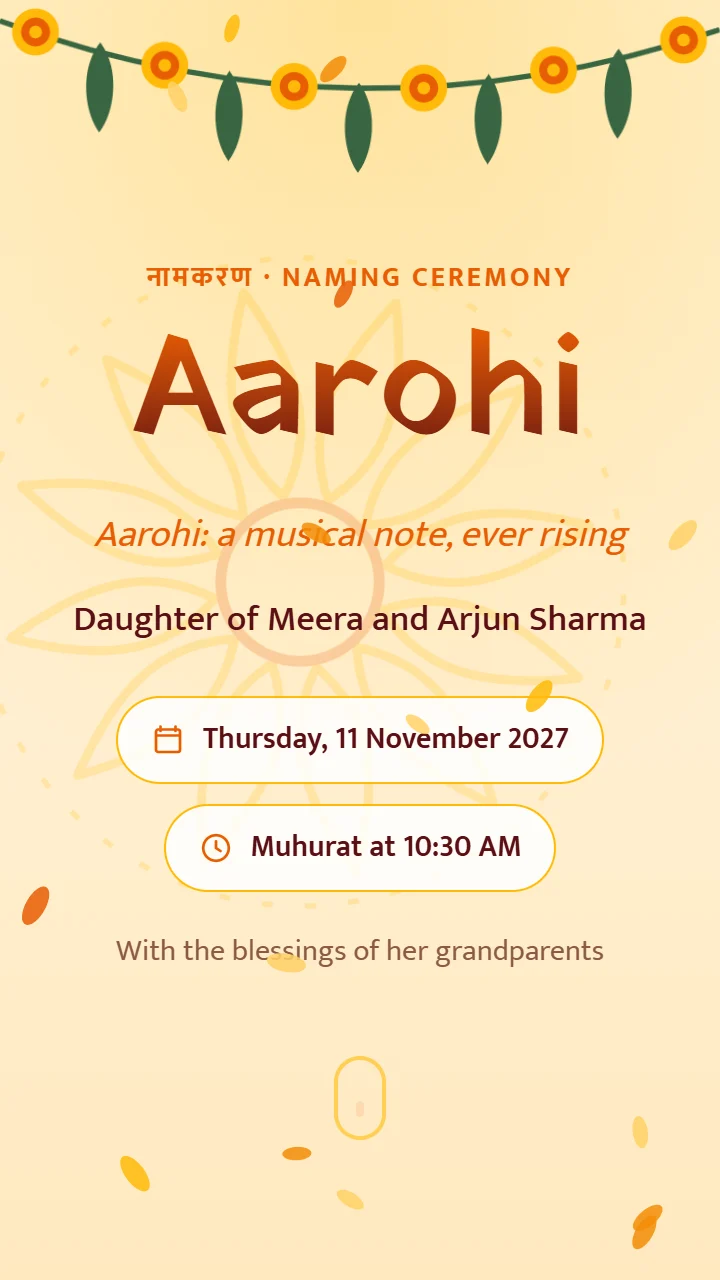 नामकरण · NAMING CEREMONY
Aarohi
Aarohi: a musical note, ever rising
Daughter of Meera and Arjun Sharma
Thursday, 11 November 2027
Muhurat at 10:30 AM
With the blessings of her grandparents